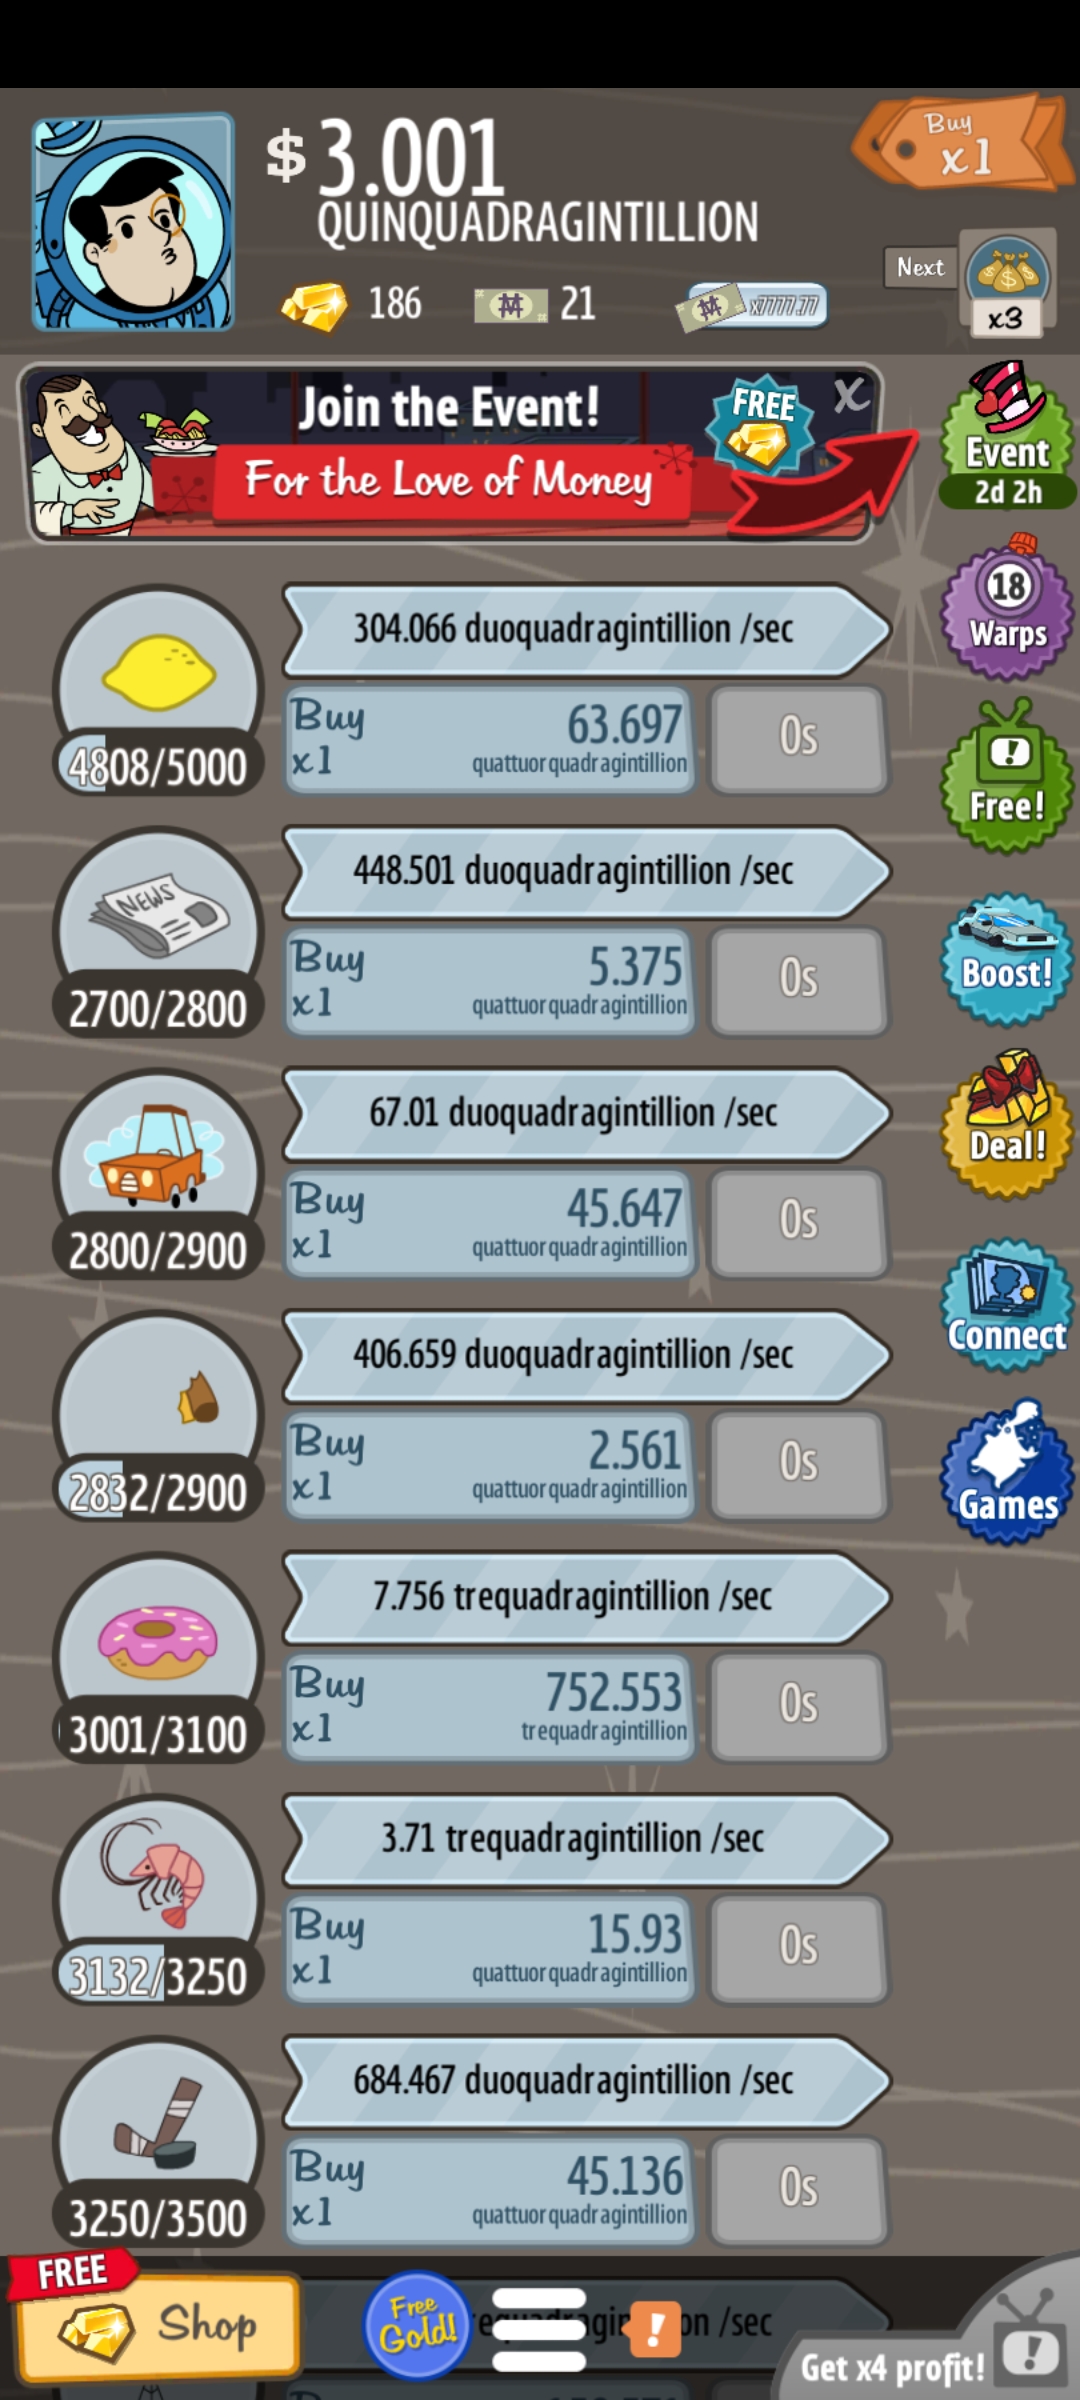 $3.001
QUINQUADRAGINTILLION
Buy
x1
186
21
x7777.77
Next
x3
Join the Event!
FREE
X
For the Love of Money
Event
2d 2h
304.066 duoquadragintillion /sec
18
Warps
4808/5000
Buy
x1
63.697
quattuorquadragintillion
0s
Free!
NEWS
448.501 duoquadragintillion /sec
2700/2800
Buy
x1
5.375
quattuorquadragintillion
0s
Boost!
67.01 duoquadragintillion /sec
Deal!
2800/2900
Buy
x1
45.647
quattuorquadragintillion
0s
Connect
406.659 duoquadragintillion /sec
2832/2900
Buy
x1
2.561
quattuorquadragintillion
0s
Games
7.756 trequadragintillion /sec
3001/3100
Buy
x1
752.553
trequadragintillion
0s
3.71 trequadragintillion /sec
3132/3250
Buy
x1
15.93
quattuorquadragintillion
0s
684.467 duoquadragintillion /sec
3250/3500
Buy
x1
45.136
quattuorquadragintillion
0s
FREE
Shop
Free
Gold!
/sec
Get x4 profit!